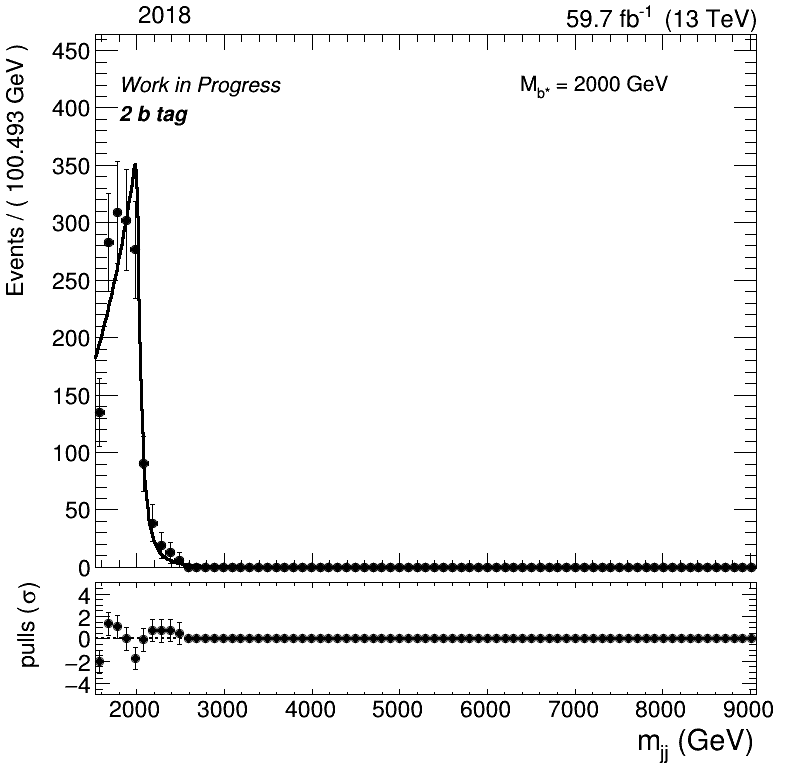 2018
59.7 fb⁻¹ (13 TeV)
Events / ( 100.493 GeV )
450
400
350
300
250
200
150
100
50
0
Work in Progress
2 b tag
M_b* = 2000 GeV
pulls (σ)
4
2
0
−2
−4
2000 3000 4000 5000 6000 7000 8000 9000
m_jj (GeV)